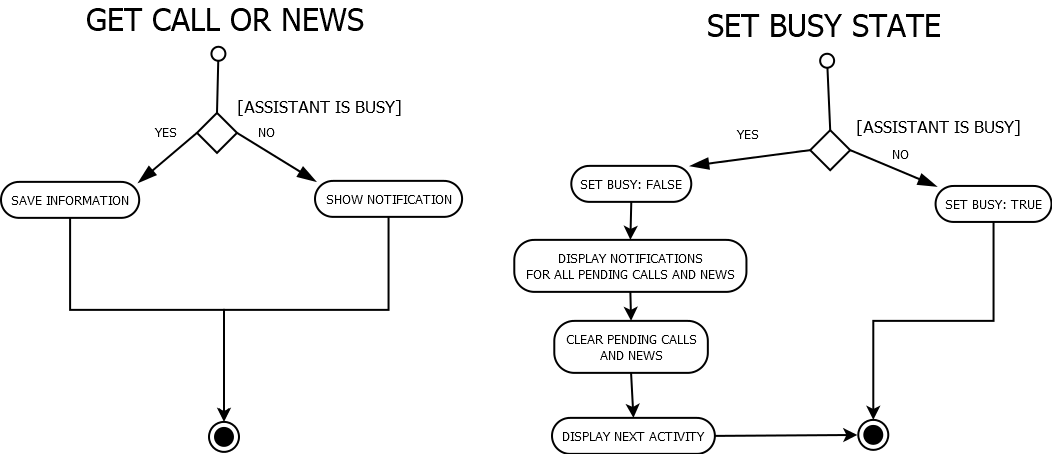 GET CALL OR NEWS
[ASSISTANT IS BUSY]
YES
NO
SAVE INFORMATION
SHOW NOTIFICATION
SET BUSY STATE
[ASSISTANT IS BUSY]
YES
NO
SET BUSY: FALSE
SET BUSY: TRUE
DISPLAY NOTIFICATIONS
FOR ALL PENDING CALLS AND NEWS
CLEAR PENDING CALLS
AND NEWS
DISPLAY NEXT ACTIVITY